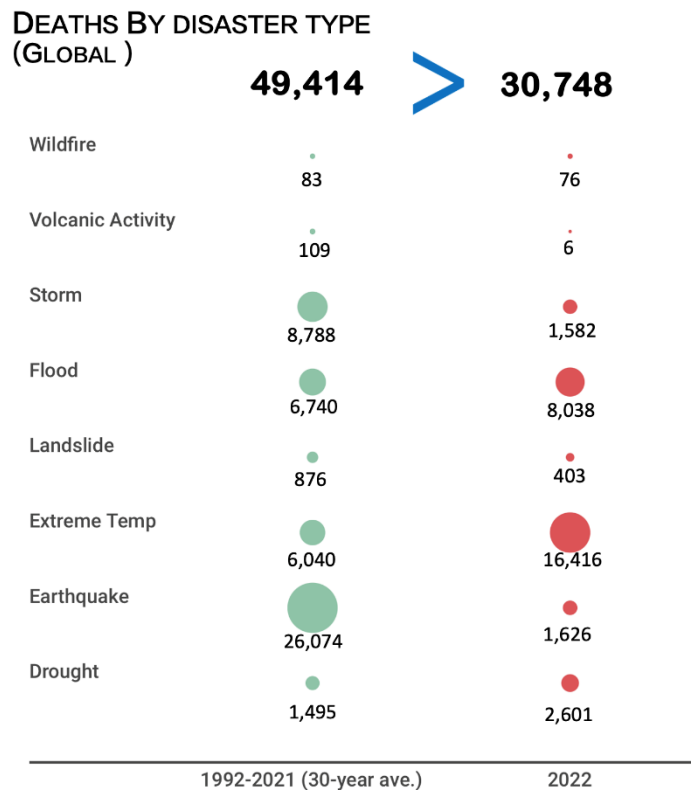 DEATHS BY DISASTER TYPE
(GLOBAL )
49,414 > 30,748
Wildfire
83 76
Volcanic Activity
109 6
Storm
8,788 1,582
Flood
6,740 8,038
Landslide
876 403
Extreme Temp
6,040 16,416
Earthquake
26,074 1,626
Drought
1,495 2,601
1992-2021 (30-year ave.) 2022